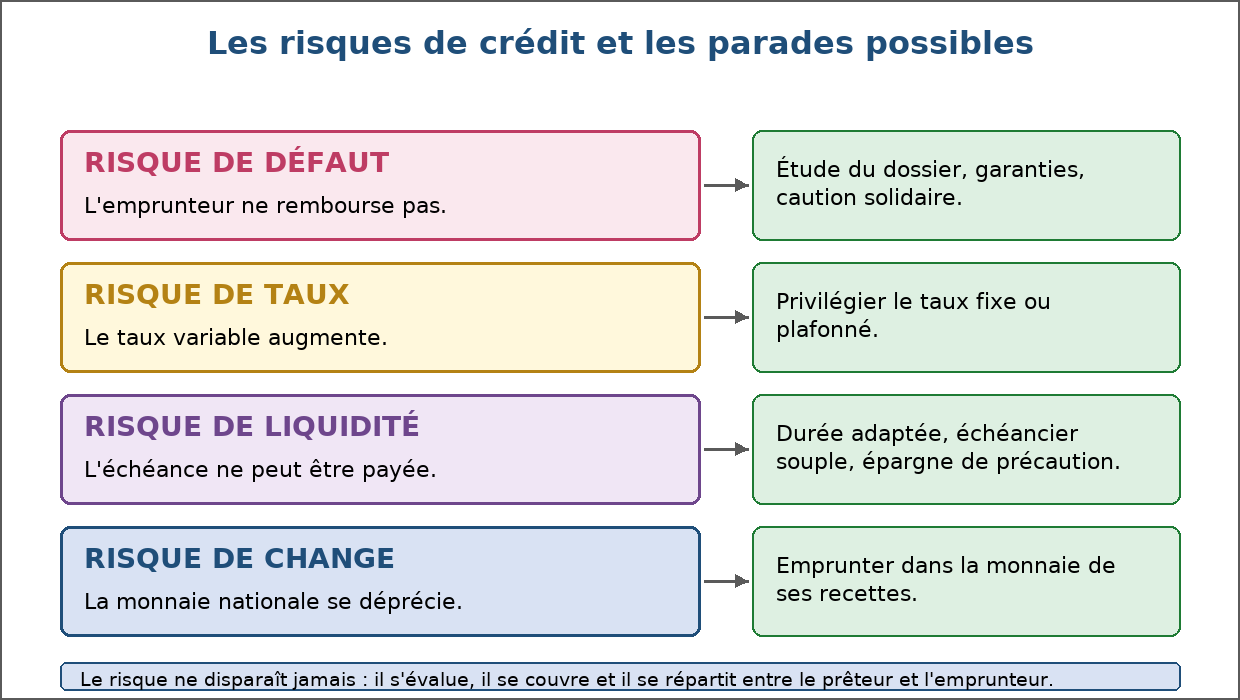 Les risques de crédit et les parades possibles
RISQUE DE DÉFAUT
L'emprunteur ne rembourse pas.
Étude du dossier, garanties,
caution solidaire.
RISQUE DE TAUX
Le taux variable augmente.
Privilégier le taux fixe ou
plafonné.
RISQUE DE LIQUIDITÉ
L'échéance ne peut être payée.
Durée adaptée, échéancier
souple, épargne de précaution.
RISQUE DE CHANGE
La monnaie nationale se déprécie.
Emprunter dans la monnaie de
ses recettes.
Le risque ne disparaît jamais : il s'évalue, il se couvre et il se répartit entre le prêteur et l'emprunteur.